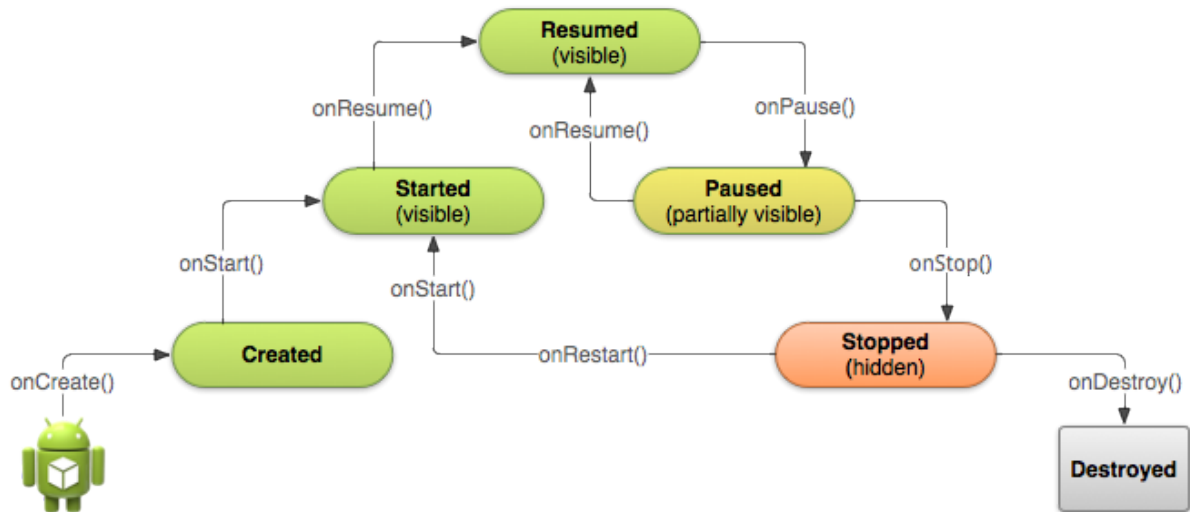 Resumed
(visible)
onResume()
onResume()
onPause()
Started
(visible)
Paused
(partially visible)
onStart()
onStart()
onStop()
Created
onRestart()
Stopped
(hidden)
onCreate()
onDestroy()
Destroyed